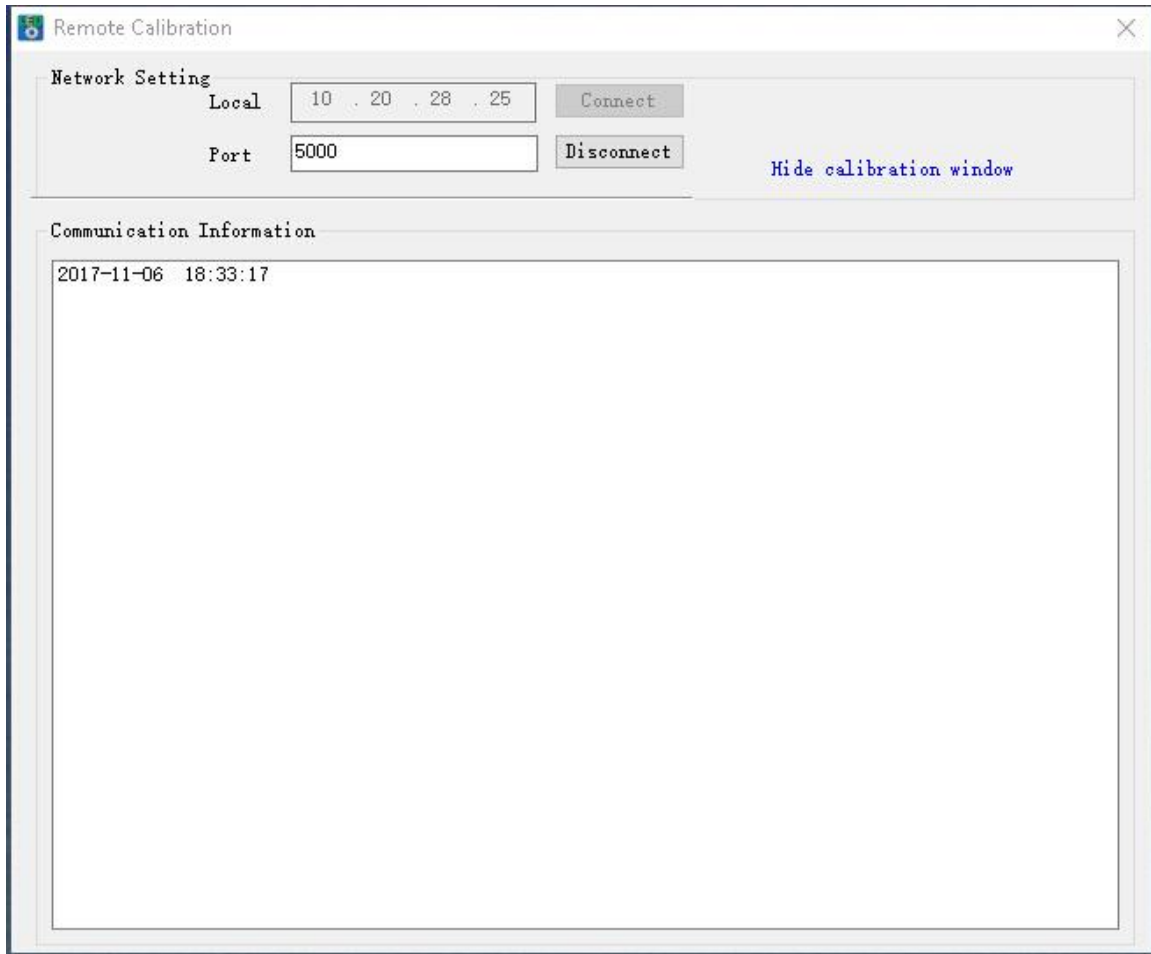 Remote Calibration
Network Setting
Local 10 . 20 . 28 . 25 Connect
Port 5000 Disconnect
Hide calibration window
Communication Information
2017-11-06 18:33:17